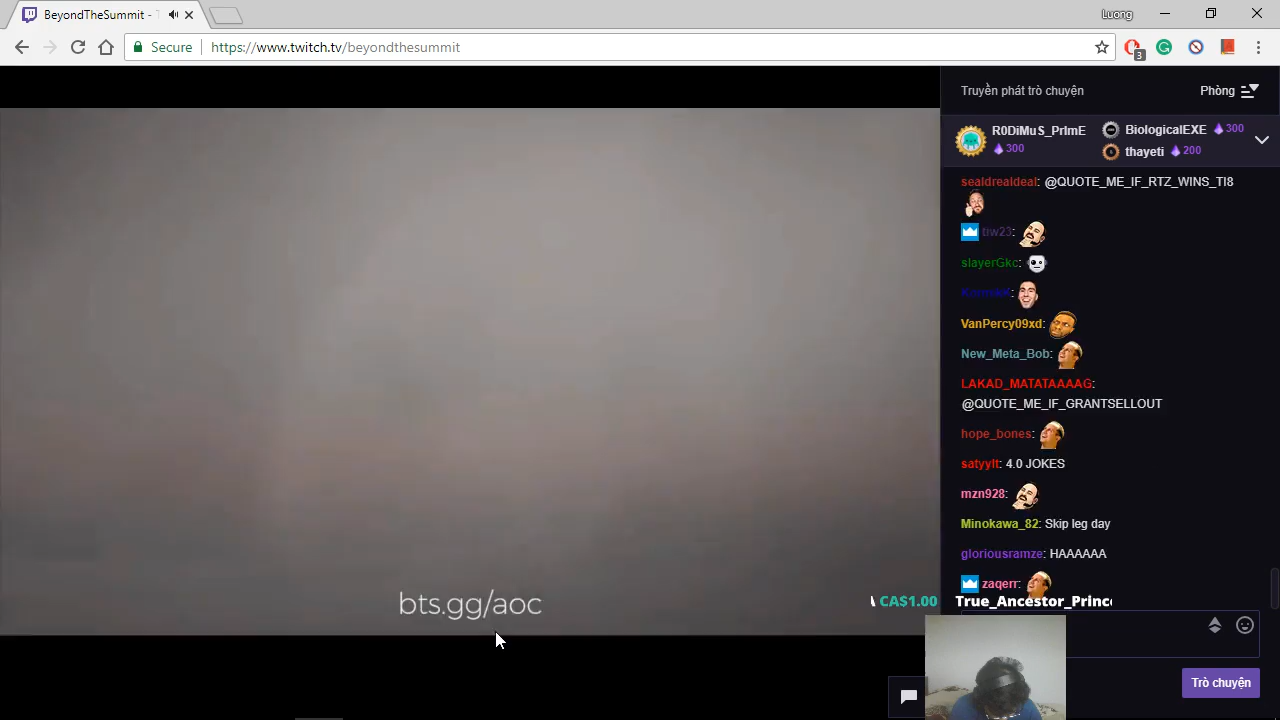 BeyondTheSummit - T
Luong
Secure
https://www.twitch.tv/beyondthesummit
3
Truyền phát trò chuyện
Phòng
R0DiMuS_PrImE
300
BiologicalEXE 300
thayeti 200
sealdrealdeal: @QUOTE_ME_IF_RTZ_WINS_TI8
tiw23:
slayerGkc:
VanPercy09xd:
New_Meta_Bob:
LAKAD_MATATAAAAG:
@QUOTE_ME_IF_GRANTSELLOUT
hope_bones:
satyylt: 4.0 JOKES
mzn928:
Minokawa_82: Skip leg day
gloriousramze: HAAAAAA
zaqerr:
bts.gg/aoc
CA$1.00
True_Ancestor_Princ
Trò chuyện